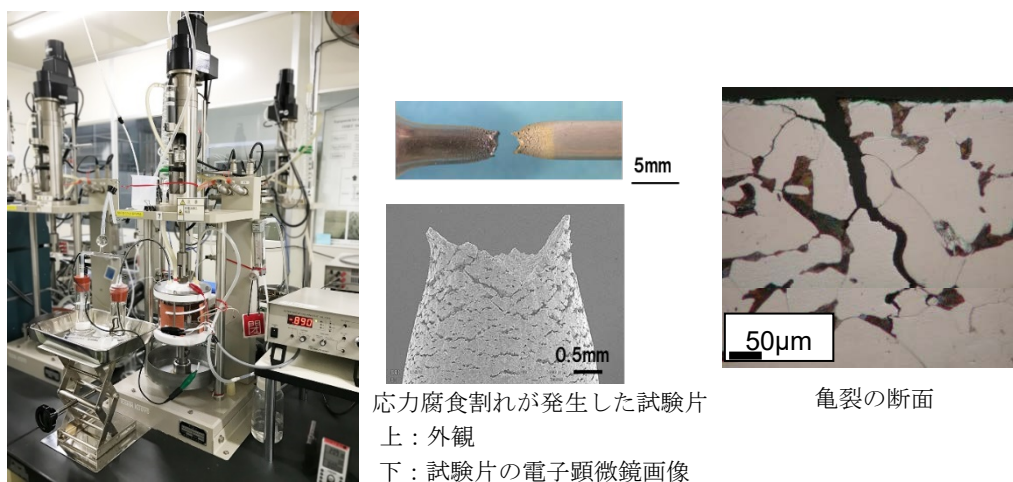 -890
閉
5mm
0.5mm
50μm
応力腐食割れが発生した試験片
上：外観
下：試験片の電子顕微鏡画像
亀裂の断面